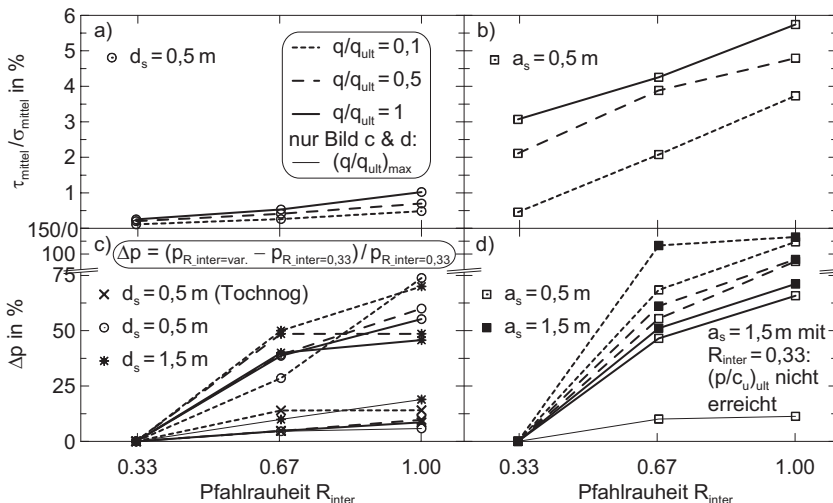 6
5
4
3
2
1
150/0
100
75
50
25
0
τmittel/σmittel in %
Δp in %
a)
ds = 0,5 m
q/qult = 0,1
q/qult = 0,5
q/qult = 1
nur Bild c & d:
(q/qult)max
b)
as = 0,5 m
c)
Δp = (pR_inter=var. − pR_inter=0,33) / pR_inter=0,33
ds = 0,5 m (Tochnog)
ds = 0,5 m
ds = 1,5 m
d)
as = 0,5 m
as = 1,5 m
as = 1,5 m mit
Rinter = 0,33:
(p/cu)ult nicht
erreicht
0.33 0.67 1.00
Pfahlrauheit Rinter
0.33 0.67 1.00
Pfahlrauheit Rinter